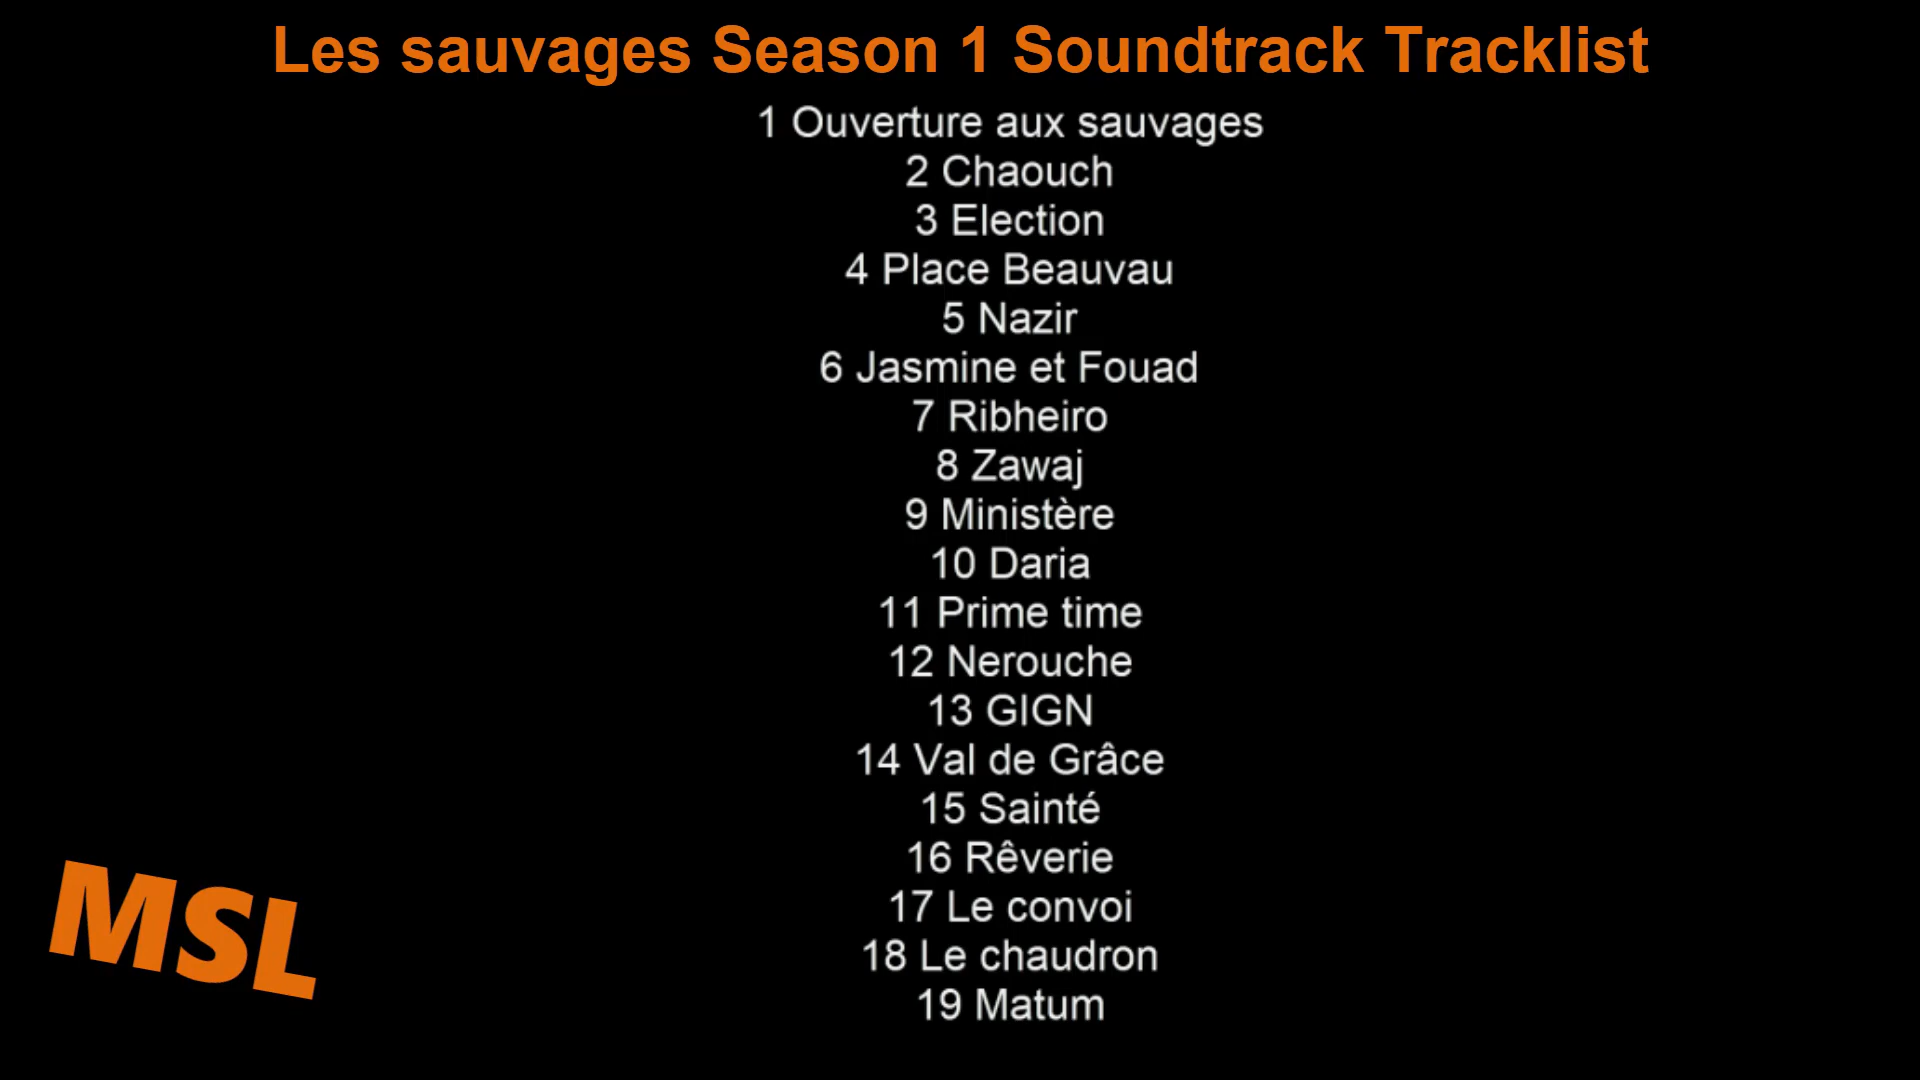 Les sauvages Season 1 Soundtrack Tracklist
1 Ouverture aux sauvages
2 Chaouch
3 Election
4 Place Beauvau
5 Nazir
6 Jasmine et Fouad
7 Ribheiro
8 Zawaj
9 Ministère
10 Daria
11 Prime time
12 Nerouche
13 GIGN
14 Val de Grâce
15 Sainté
16 Rêverie
17 Le convoi
18 Le chaudron
19 Matum
MSL